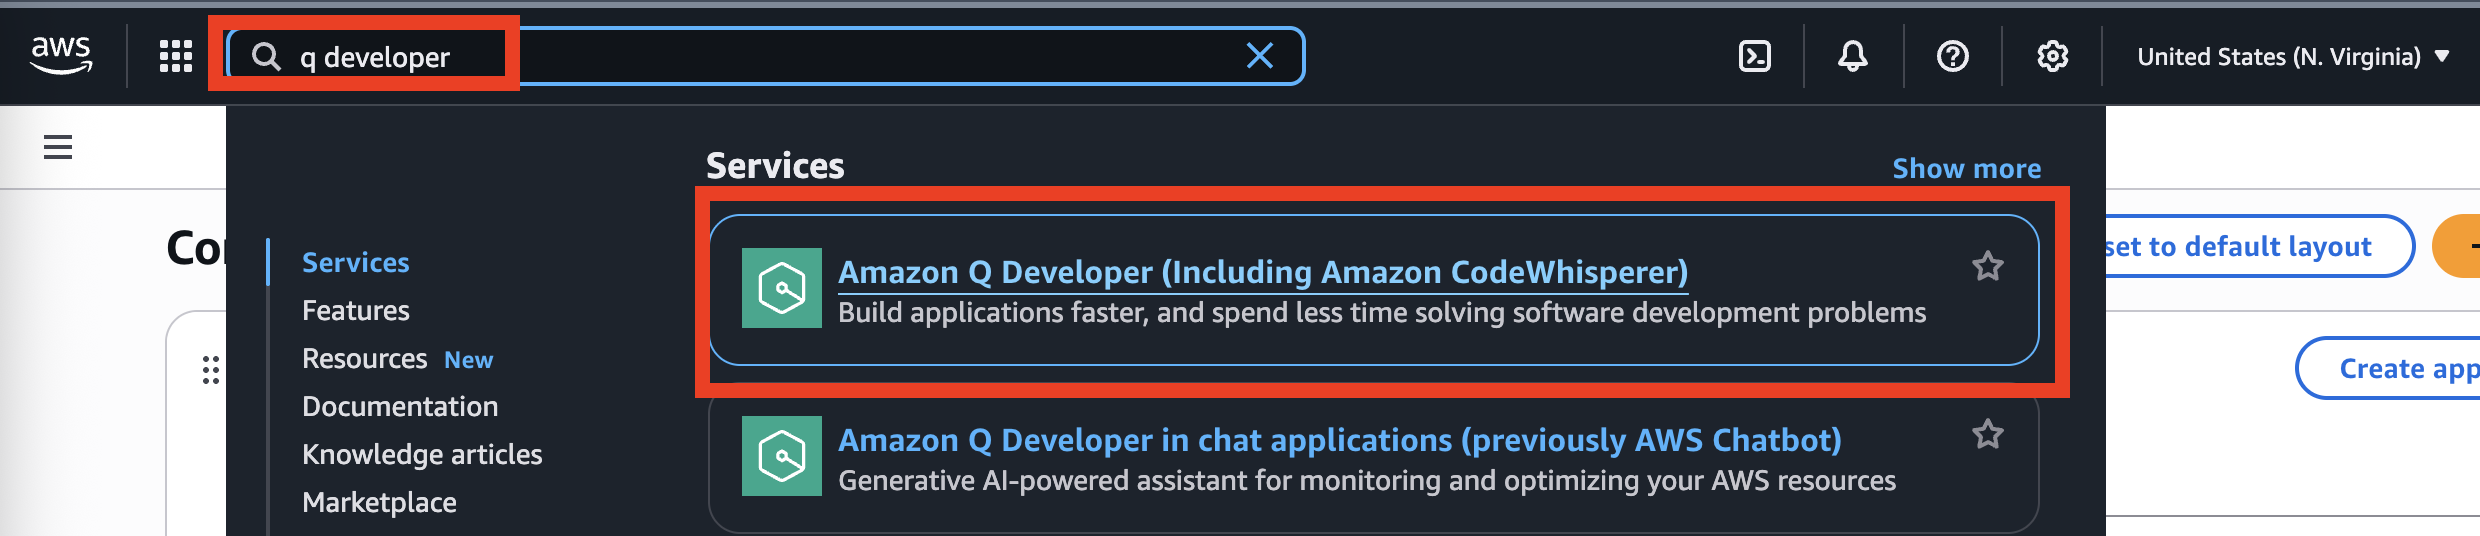 aws
q developer
United States (N. Virginia)
Services
Show more
Services
Features
Resources New
Documentation
Knowledge articles
Marketplace
Amazon Q Developer (Including Amazon CodeWhisperer)
Build applications faster, and spend less time solving software development problems
Amazon Q Developer in chat applications (previously AWS Chatbot)
Generative AI-powered assistant for monitoring and optimizing your AWS resources
Co
set to default layout
Create app